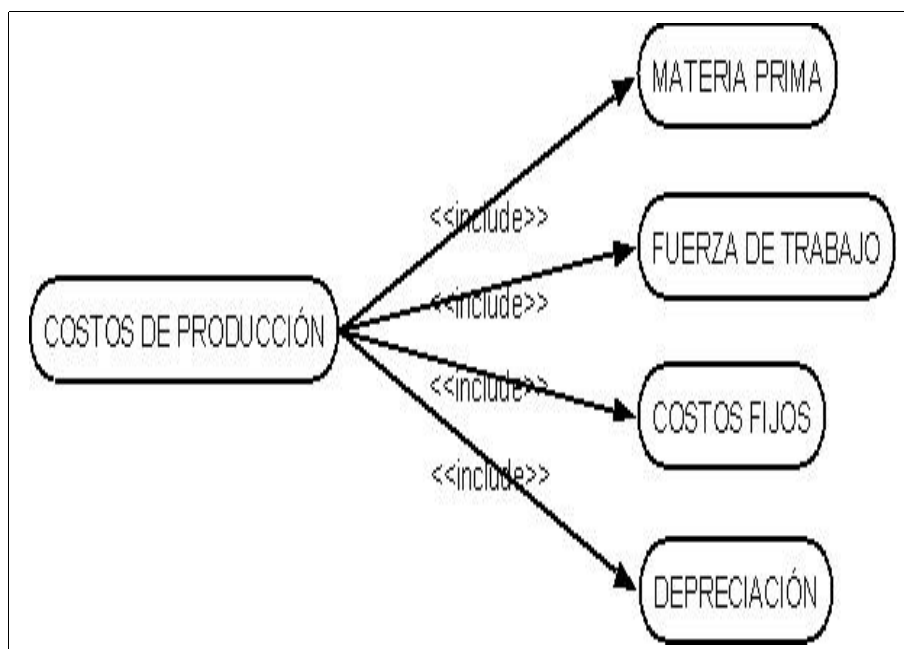 MATERIA PRIMA
<<include>>
FUERZA DE TRABAJO
<<include>>
COSTOS DE PRODUCCIÓN
<<include>>
COSTOS FIJOS
<<include>>
DEPRECIACIÓN